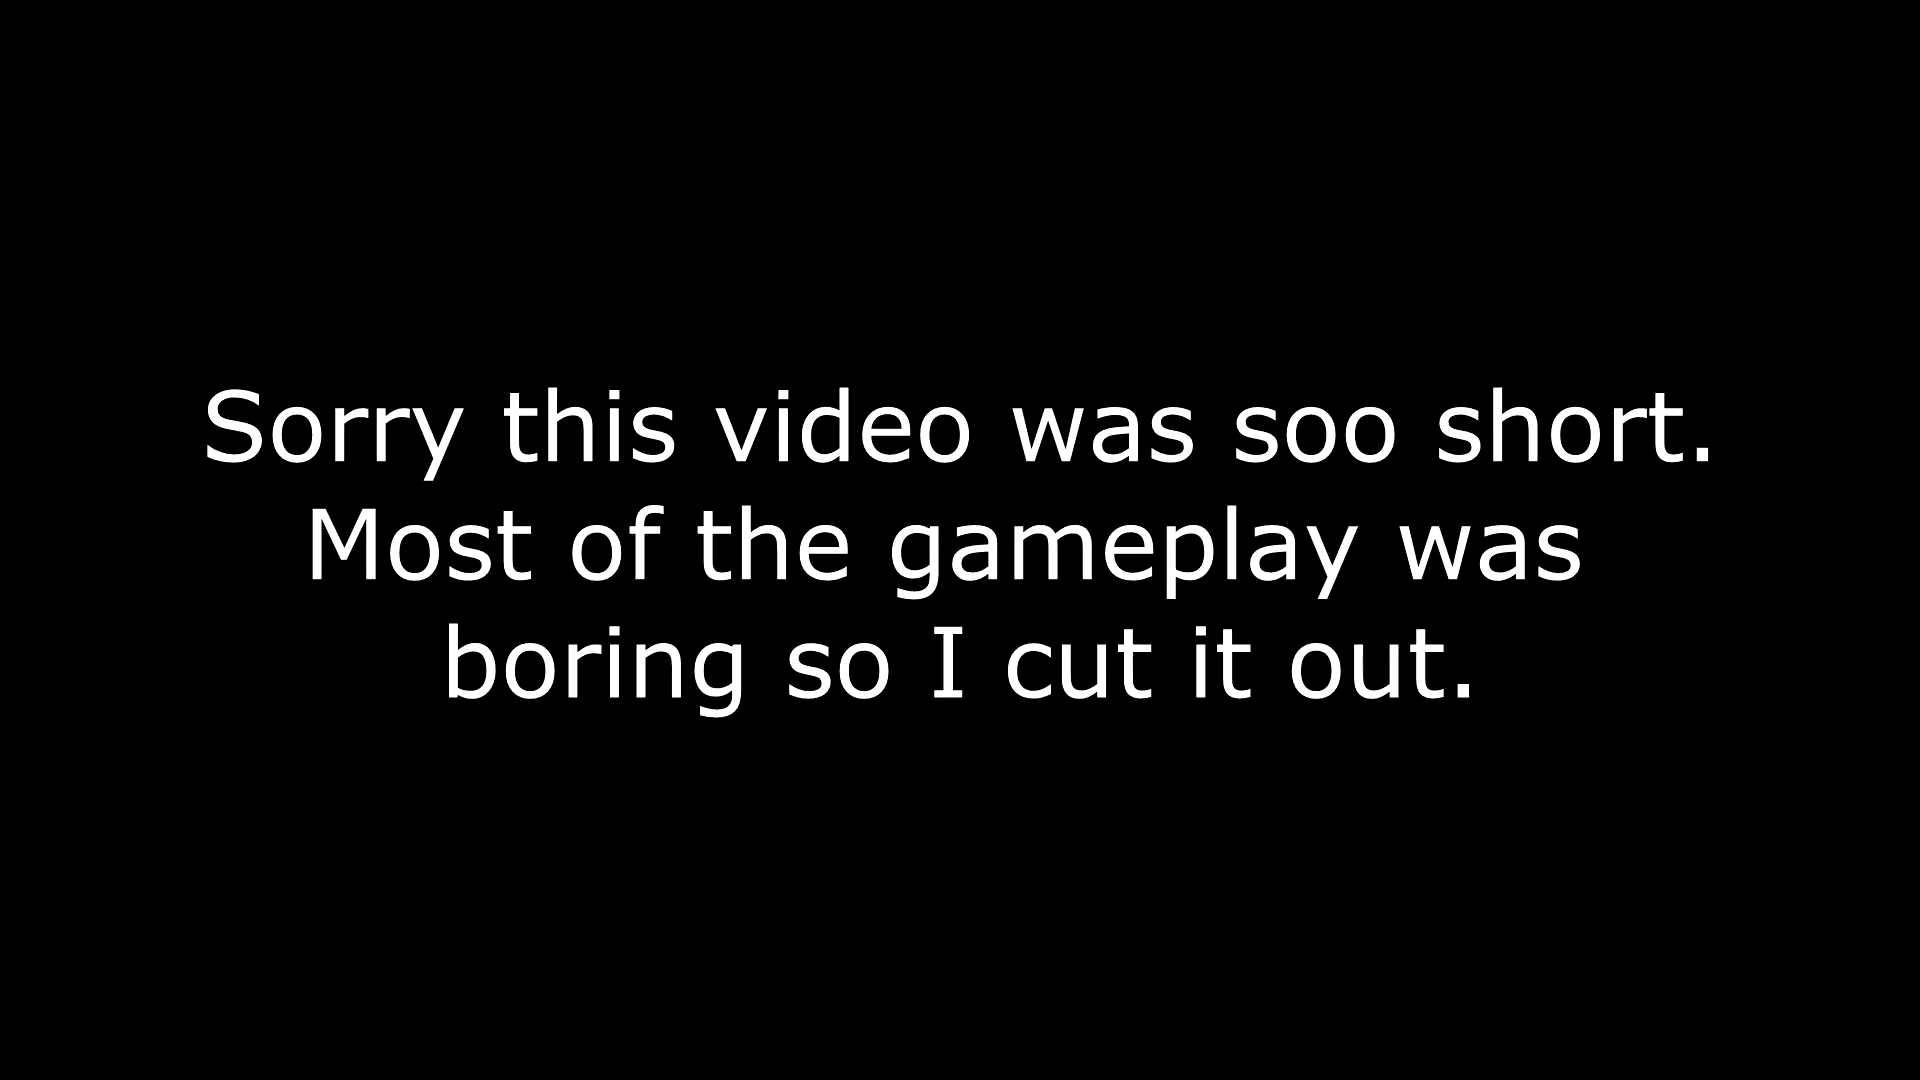 Sorry this video was soo short.
Most of the gameplay was
boring so I cut it out.